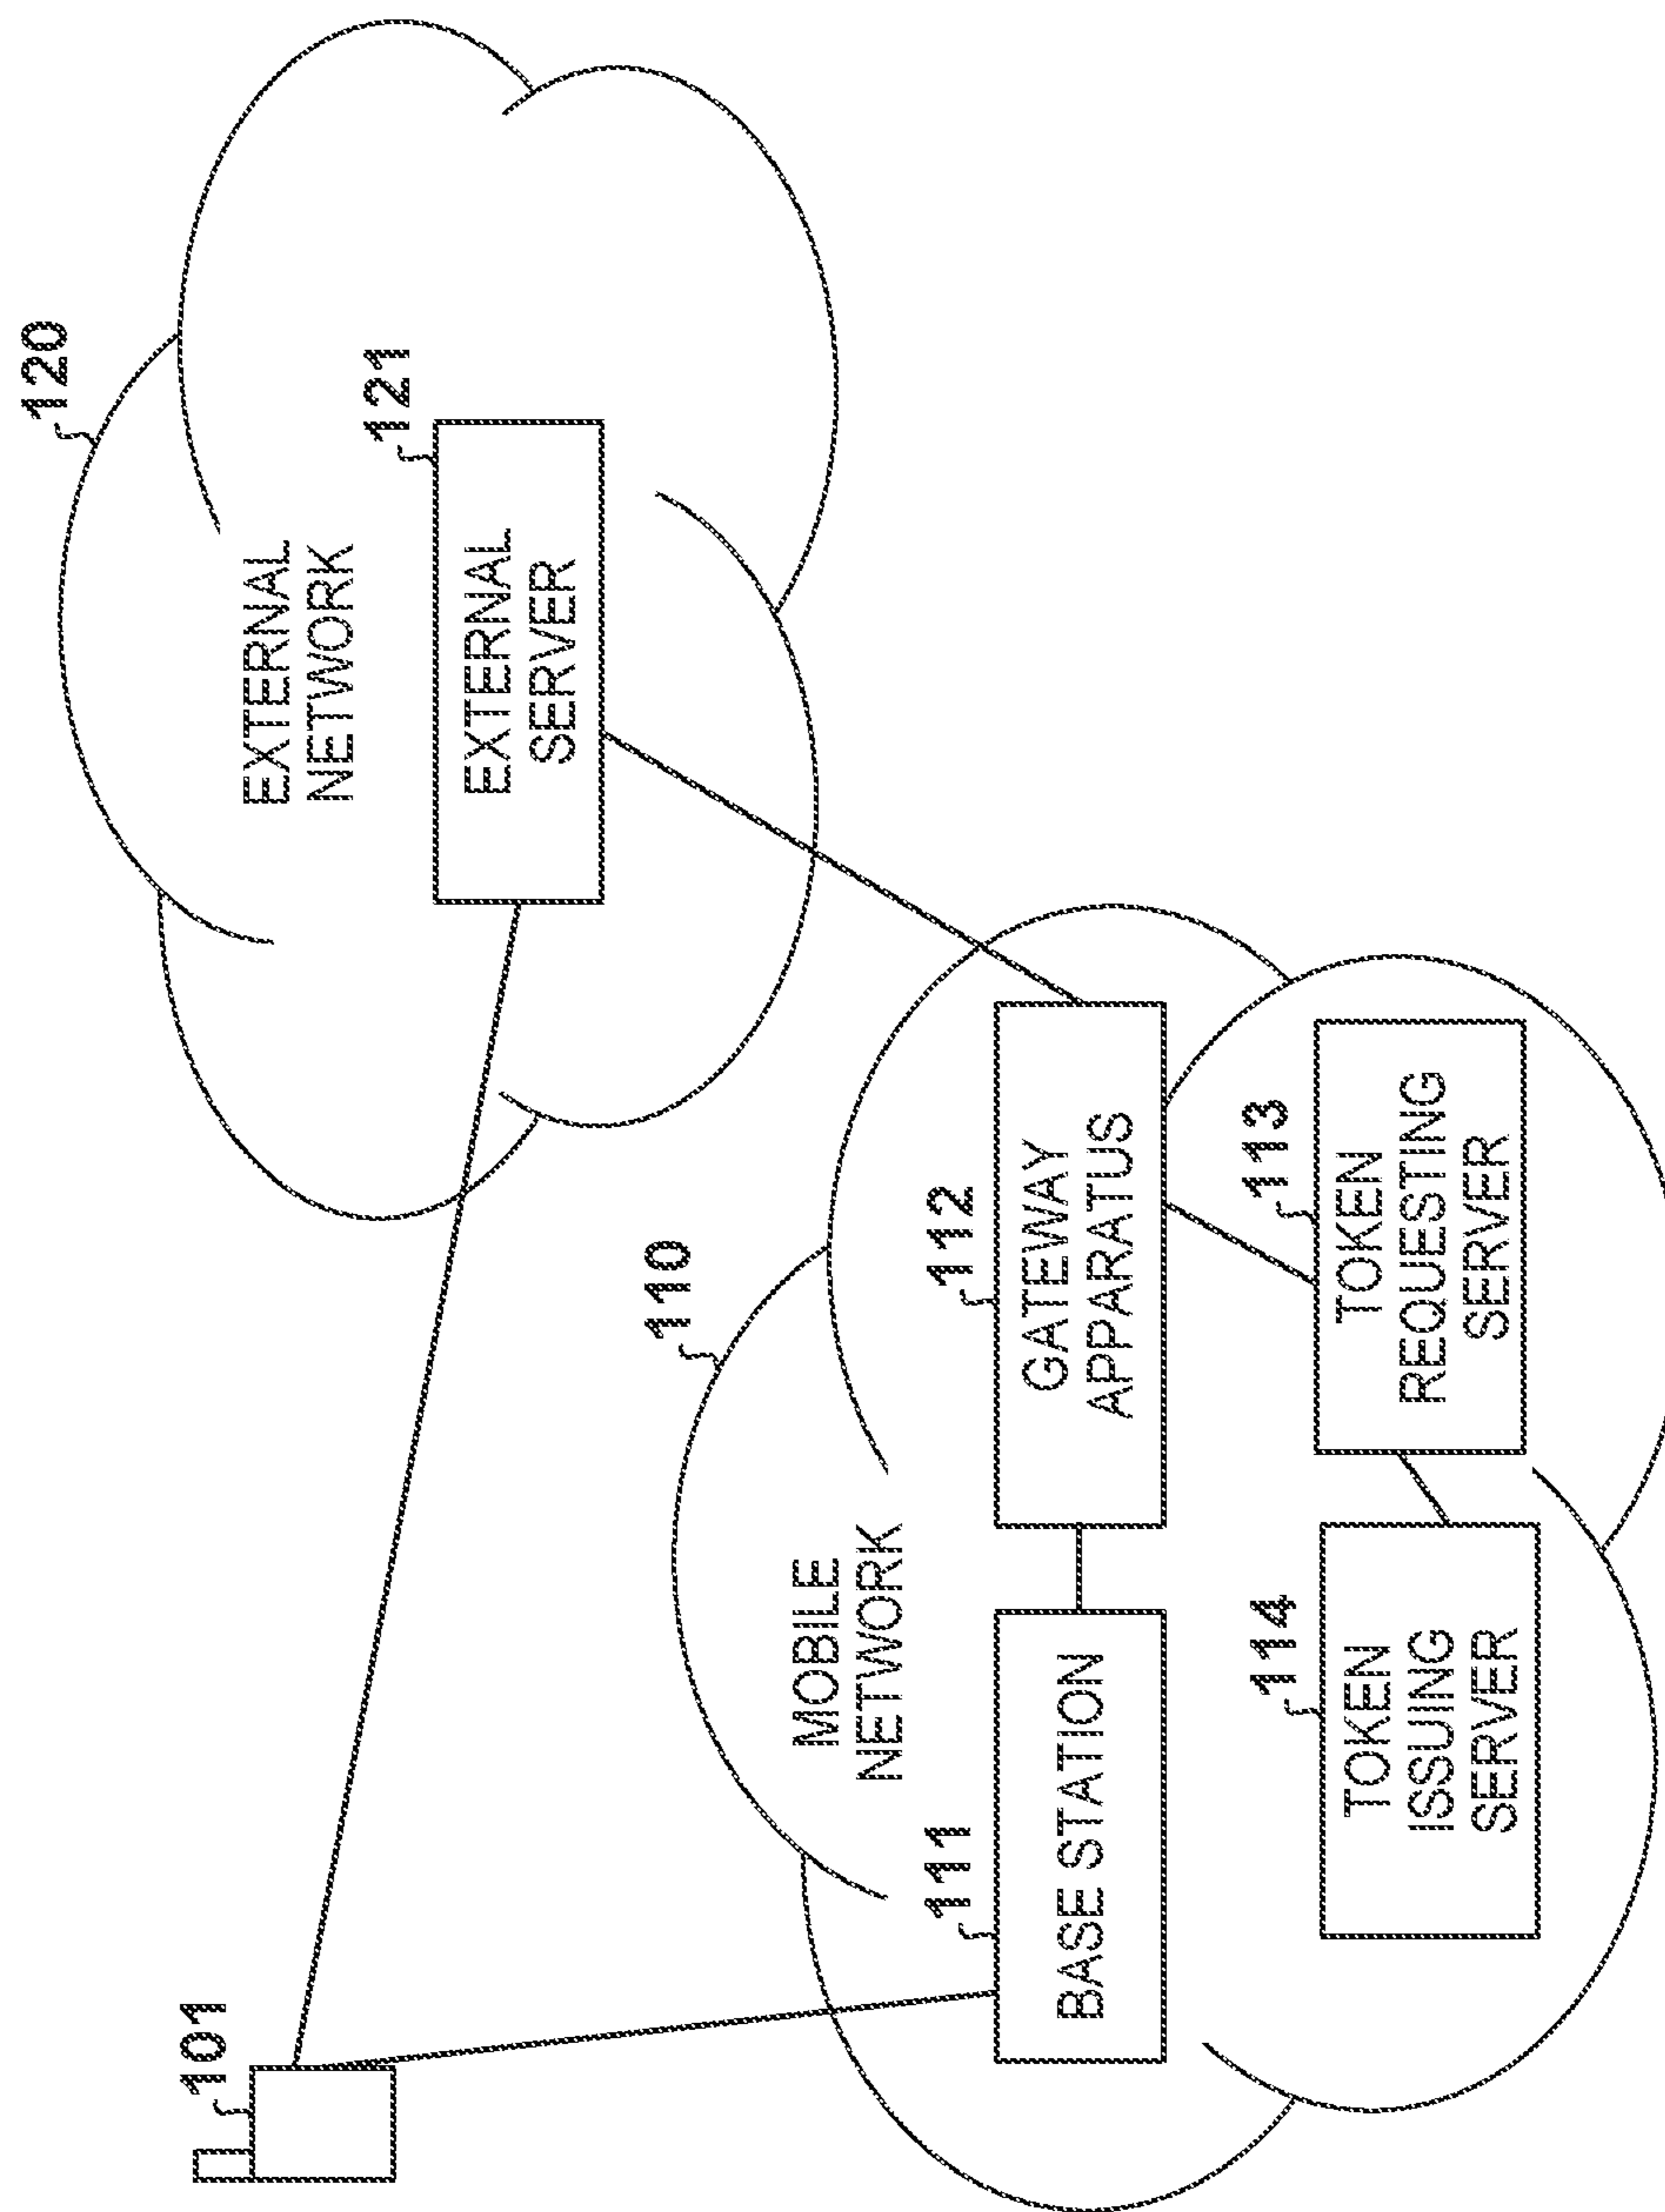 120
EXTERNAL
NETWORK
121
EXTERNAL
SERVER
101
110
MOBILE
NETWORK
111
BASE STATION
112
GATEWAY
APPARATUS
114
TOKEN
ISSUING
SERVER
113
TOKEN
REQUESTING
SERVER